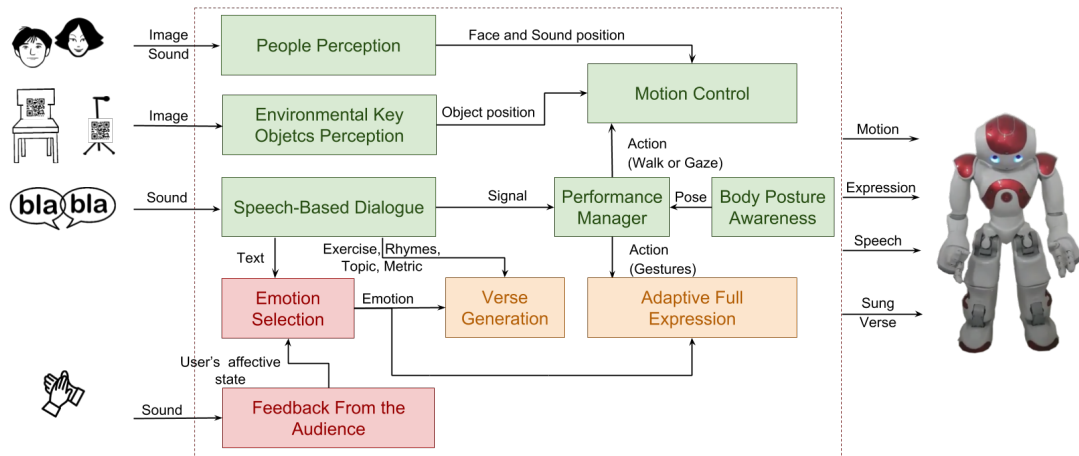 Image
Sound
People Perception
Face and Sound position
Motion Control
Image
Environmental Key
Objetcs Perception
Object position
Action
(Walk or Gaze)
Motion
bla bla
Sound
Speech-Based Dialogue
Signal
Performance
Manager
Pose
Body Posture
Awareness
Expression
Text
Exercise, Rhymes,
Topic, Metric
Action
(Gestures)
Speech
Emotion
Selection
Emotion
Verse
Generation
Adaptive Full
Expression
Sung
Verse
User's affective
state
Sound
Feedback From the
Audience